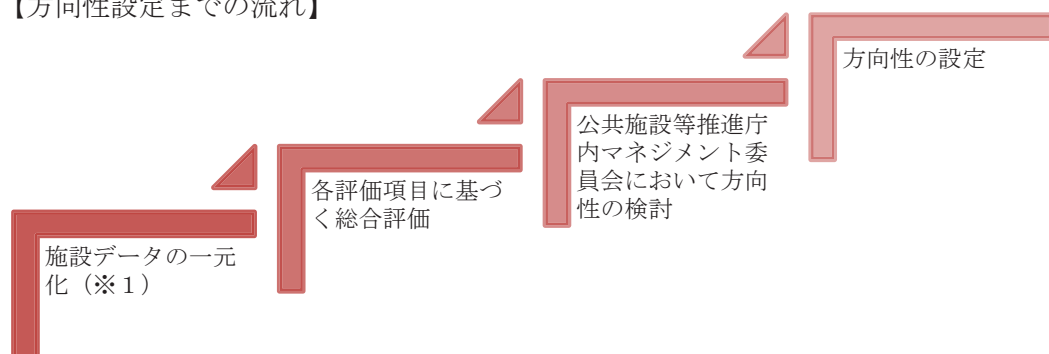 【方向性設定までの流れ】
施設データの一元
化（※１）
各評価項目に基づ
く総合評価
公共施設等推進庁
内マネジメント委
員会において方向
性の検討
方向性の設定